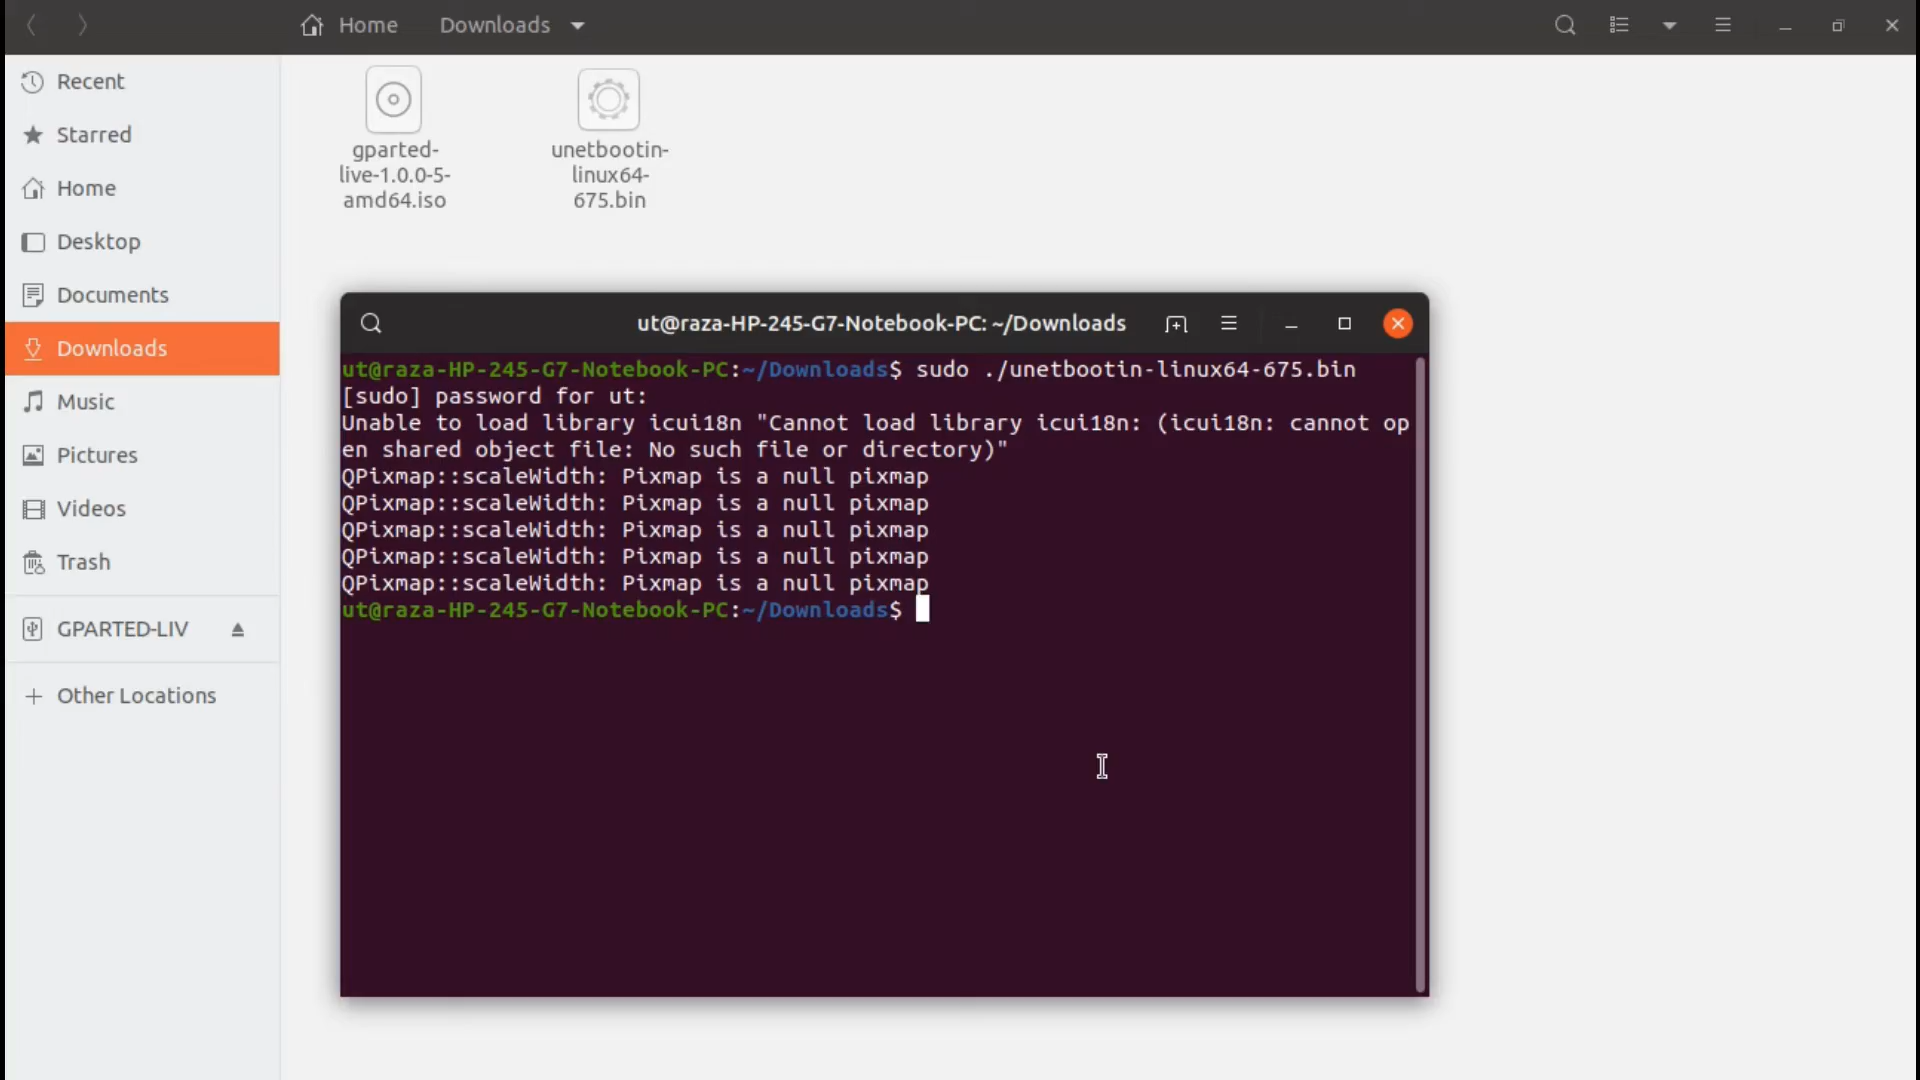 Home
Downloads
Recent
Starred
Home
Desktop
Documents
Downloads
Music
Pictures
Videos
Trash
GPARTED-LIV
Other Locations
gparted-
live-1.0.0-5-
amd64.iso
unetbootin-
linux64-
675.bin
ut@raza-HP-245-G7-Notebook-PC: ~/Downloads
ut@raza-HP-245-G7-Notebook-PC:~/Downloads$ sudo ./unetbootin-linux64-675.bin
[sudo] password for ut:
Unable to load library icui18n "Cannot load library icui18n: (icui18n: cannot op
en shared object file: No such file or directory)"
QPixmap::scaleWidth: Pixmap is a null pixmap
QPixmap::scaleWidth: Pixmap is a null pixmap
QPixmap::scaleWidth: Pixmap is a null pixmap
QPixmap::scaleWidth: Pixmap is a null pixmap
QPixmap::scaleWidth: Pixmap is a null pixmap
ut@raza-HP-245-G7-Notebook-PC:~/Downloads$